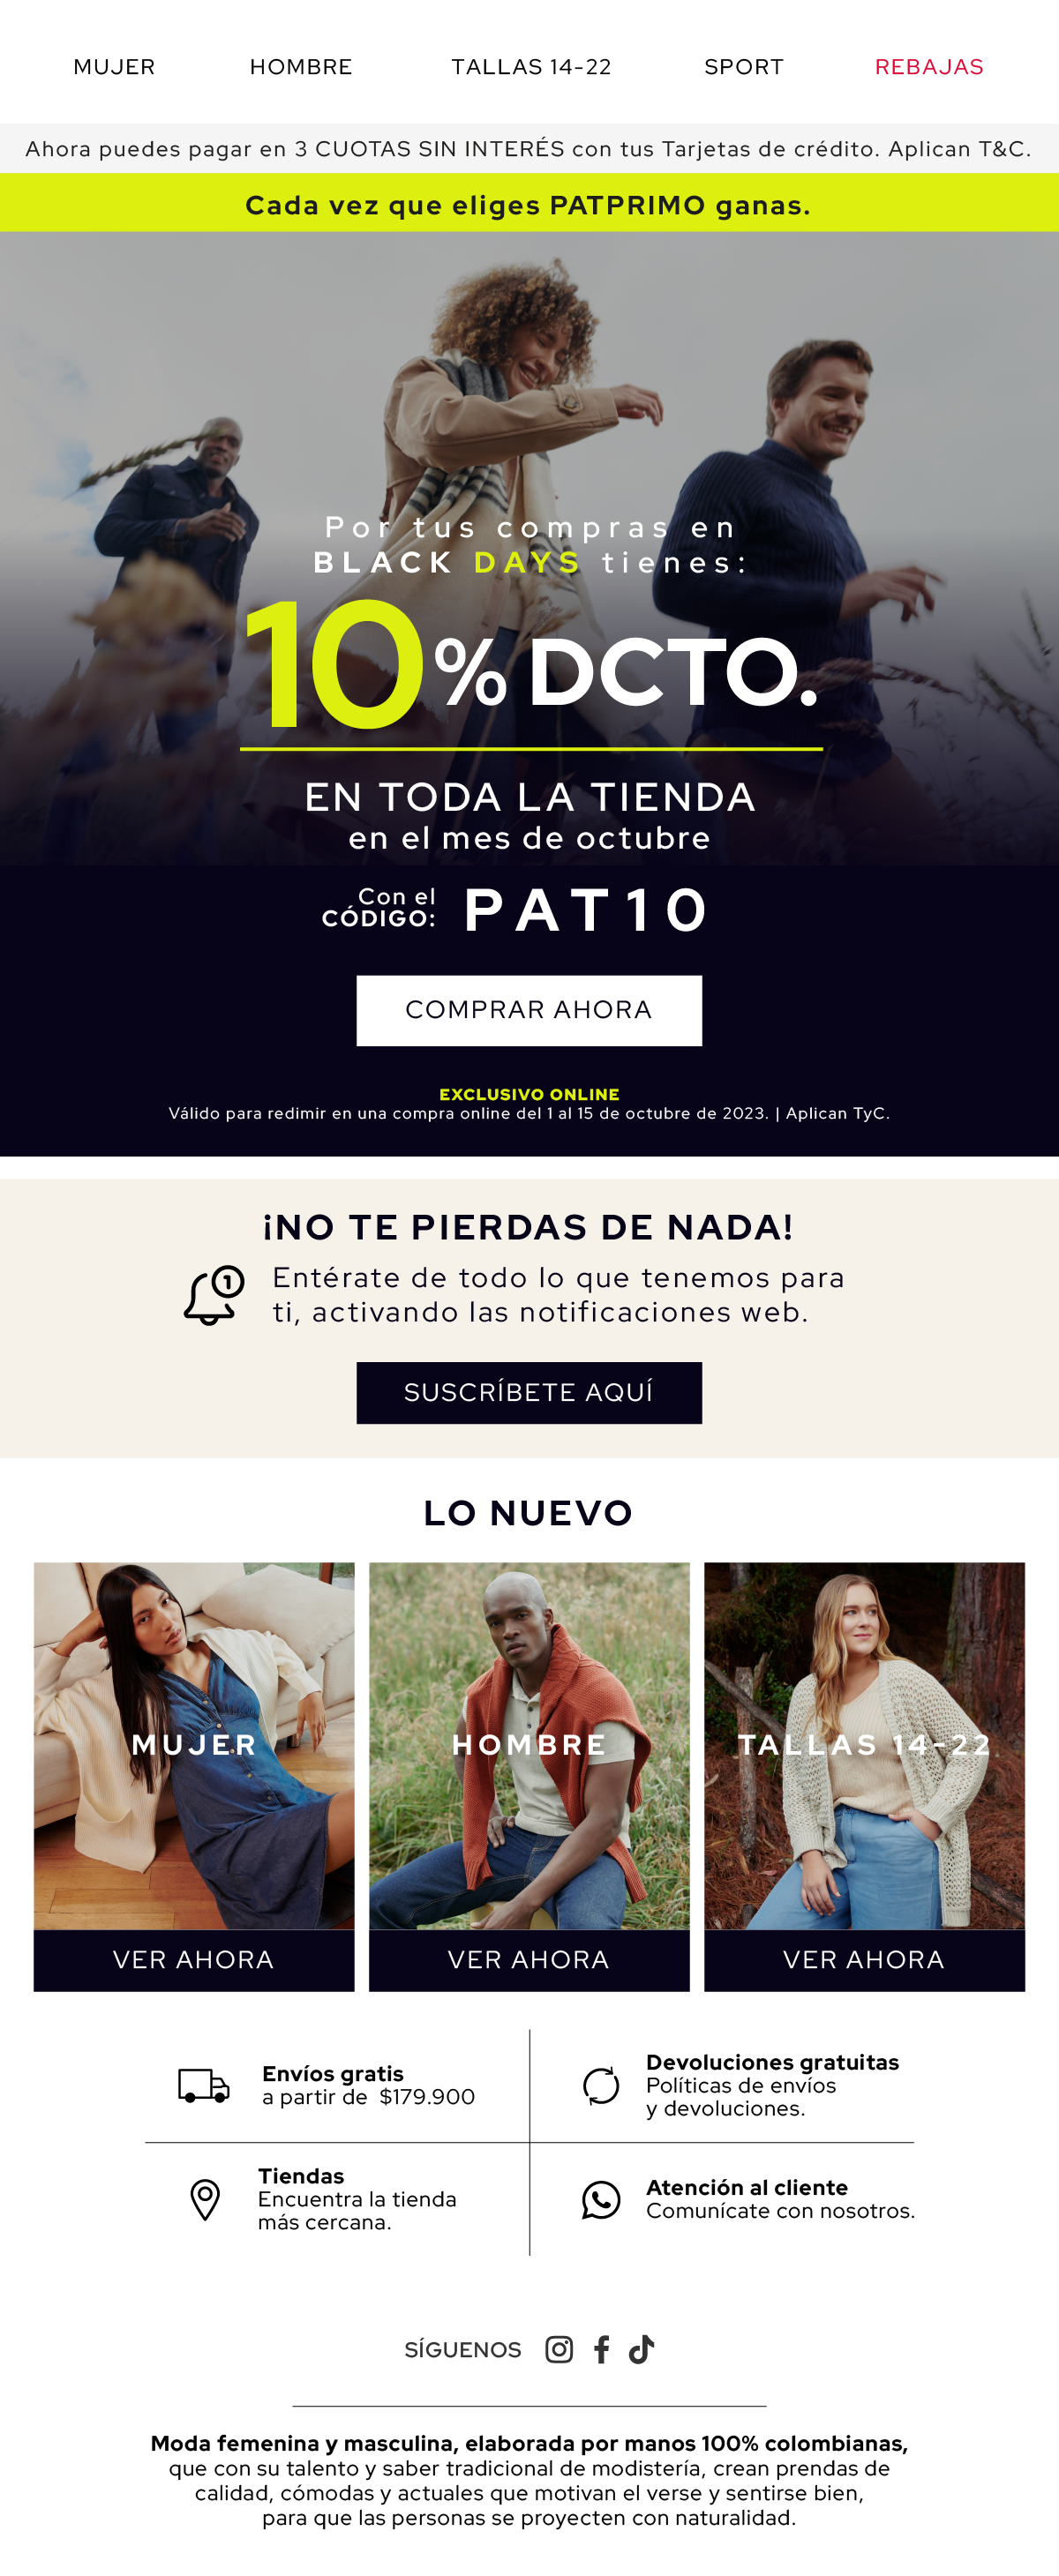 MUJER HOMBRE TALLAS 14-22 SPORT REBAJAS
Ahora puedes pagar en 3 CUOTAS SIN INTERÉS con tus Tarjetas de crédito. Aplican T&C.
Cada vez que eliges PATPRIMO ganas.
Por tus compras en
BLACK DAYS tienes:
10% DCTO.
EN TODA LA TIENDA
en el mes de octubre
Con el
CÓDIGO: PAT10
COMPRAR AHORA
EXCLUSIVO ONLINE
Válido para redimir en una compra online del 1 al 15 de octubre de 2023. | Aplican TyC.
¡NO TE PIERDAS DE NADA!
1
Entérate de todo lo que tenemos para
ti, activando las notificaciones web.
SUSCRÍBETE AQUÍ
LO NUEVO
MUJER HOMBRE TALLAS 14-22
VER AHORA VER AHORA VER AHORA
Envíos gratis
a partir de $179.900
Devoluciones gratuitas
Políticas de envíos
y devoluciones.
Tiendas
Encuentra la tienda
más cercana.
Atención al cliente
Comunícate con nosotros.
SÍGUENOS
Moda femenina y masculina, elaborada por manos 100% colombianas,
que con su talento y saber tradicional de modistería, crean prendas de
calidad, cómodas y actuales que motivan el verse y sentirse bien,
para que las personas se proyecten con naturalidad.